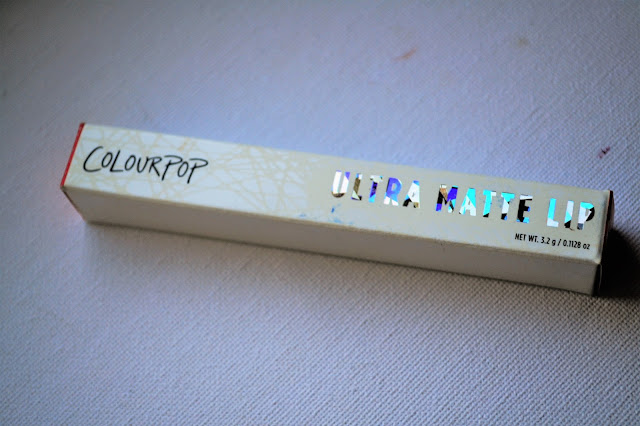 COLOURPOP
ULTRA MATTE LIP
NET WT. 3.2 g / 0.1128 oz